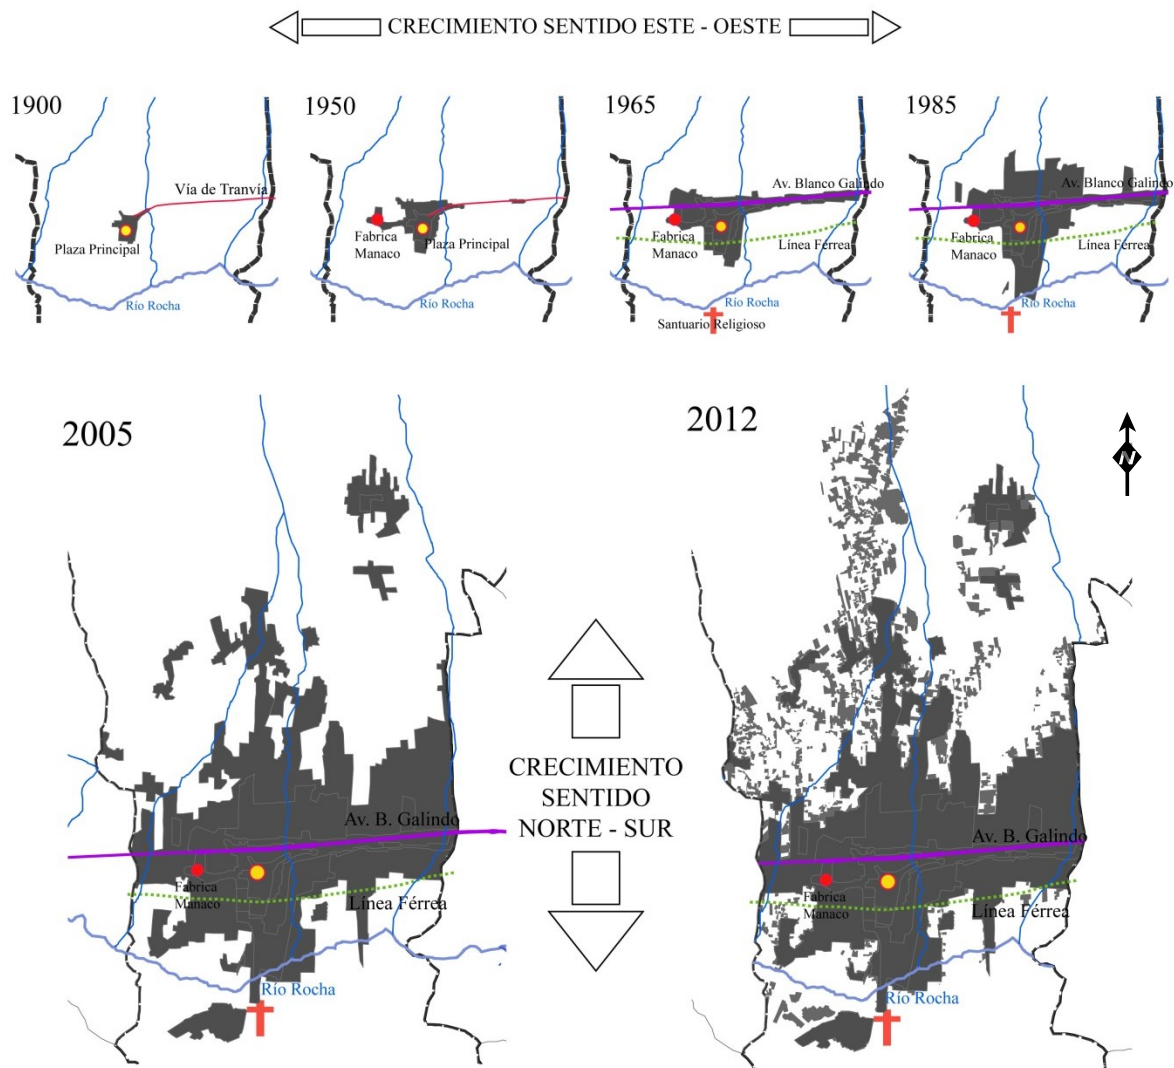 CRECIMIENTO SENTIDO ESTE - OESTE
1900
Vía de Tranvía
Plaza Principal
Río Rocha
1950
Fabrica
Manaco
Plaza Principal
Río Rocha
1965
Av. Blanco Galindo
Fabrica
Manaco
Línea Férrea
Río Rocha
Santuario Religioso
1985
Av. Blanco Galindo
Fabrica
Manaco
Línea Férrea
Río Rocha
2005
Av. B. Galindo
Fabrica
Manaco
Línea Férrea
Río Rocha
CRECIMIENTO
SENTIDO
NORTE - SUR
2012
N
Av. B. Galindo
Fabrica
Manaco
Línea Férrea
Río Rocha